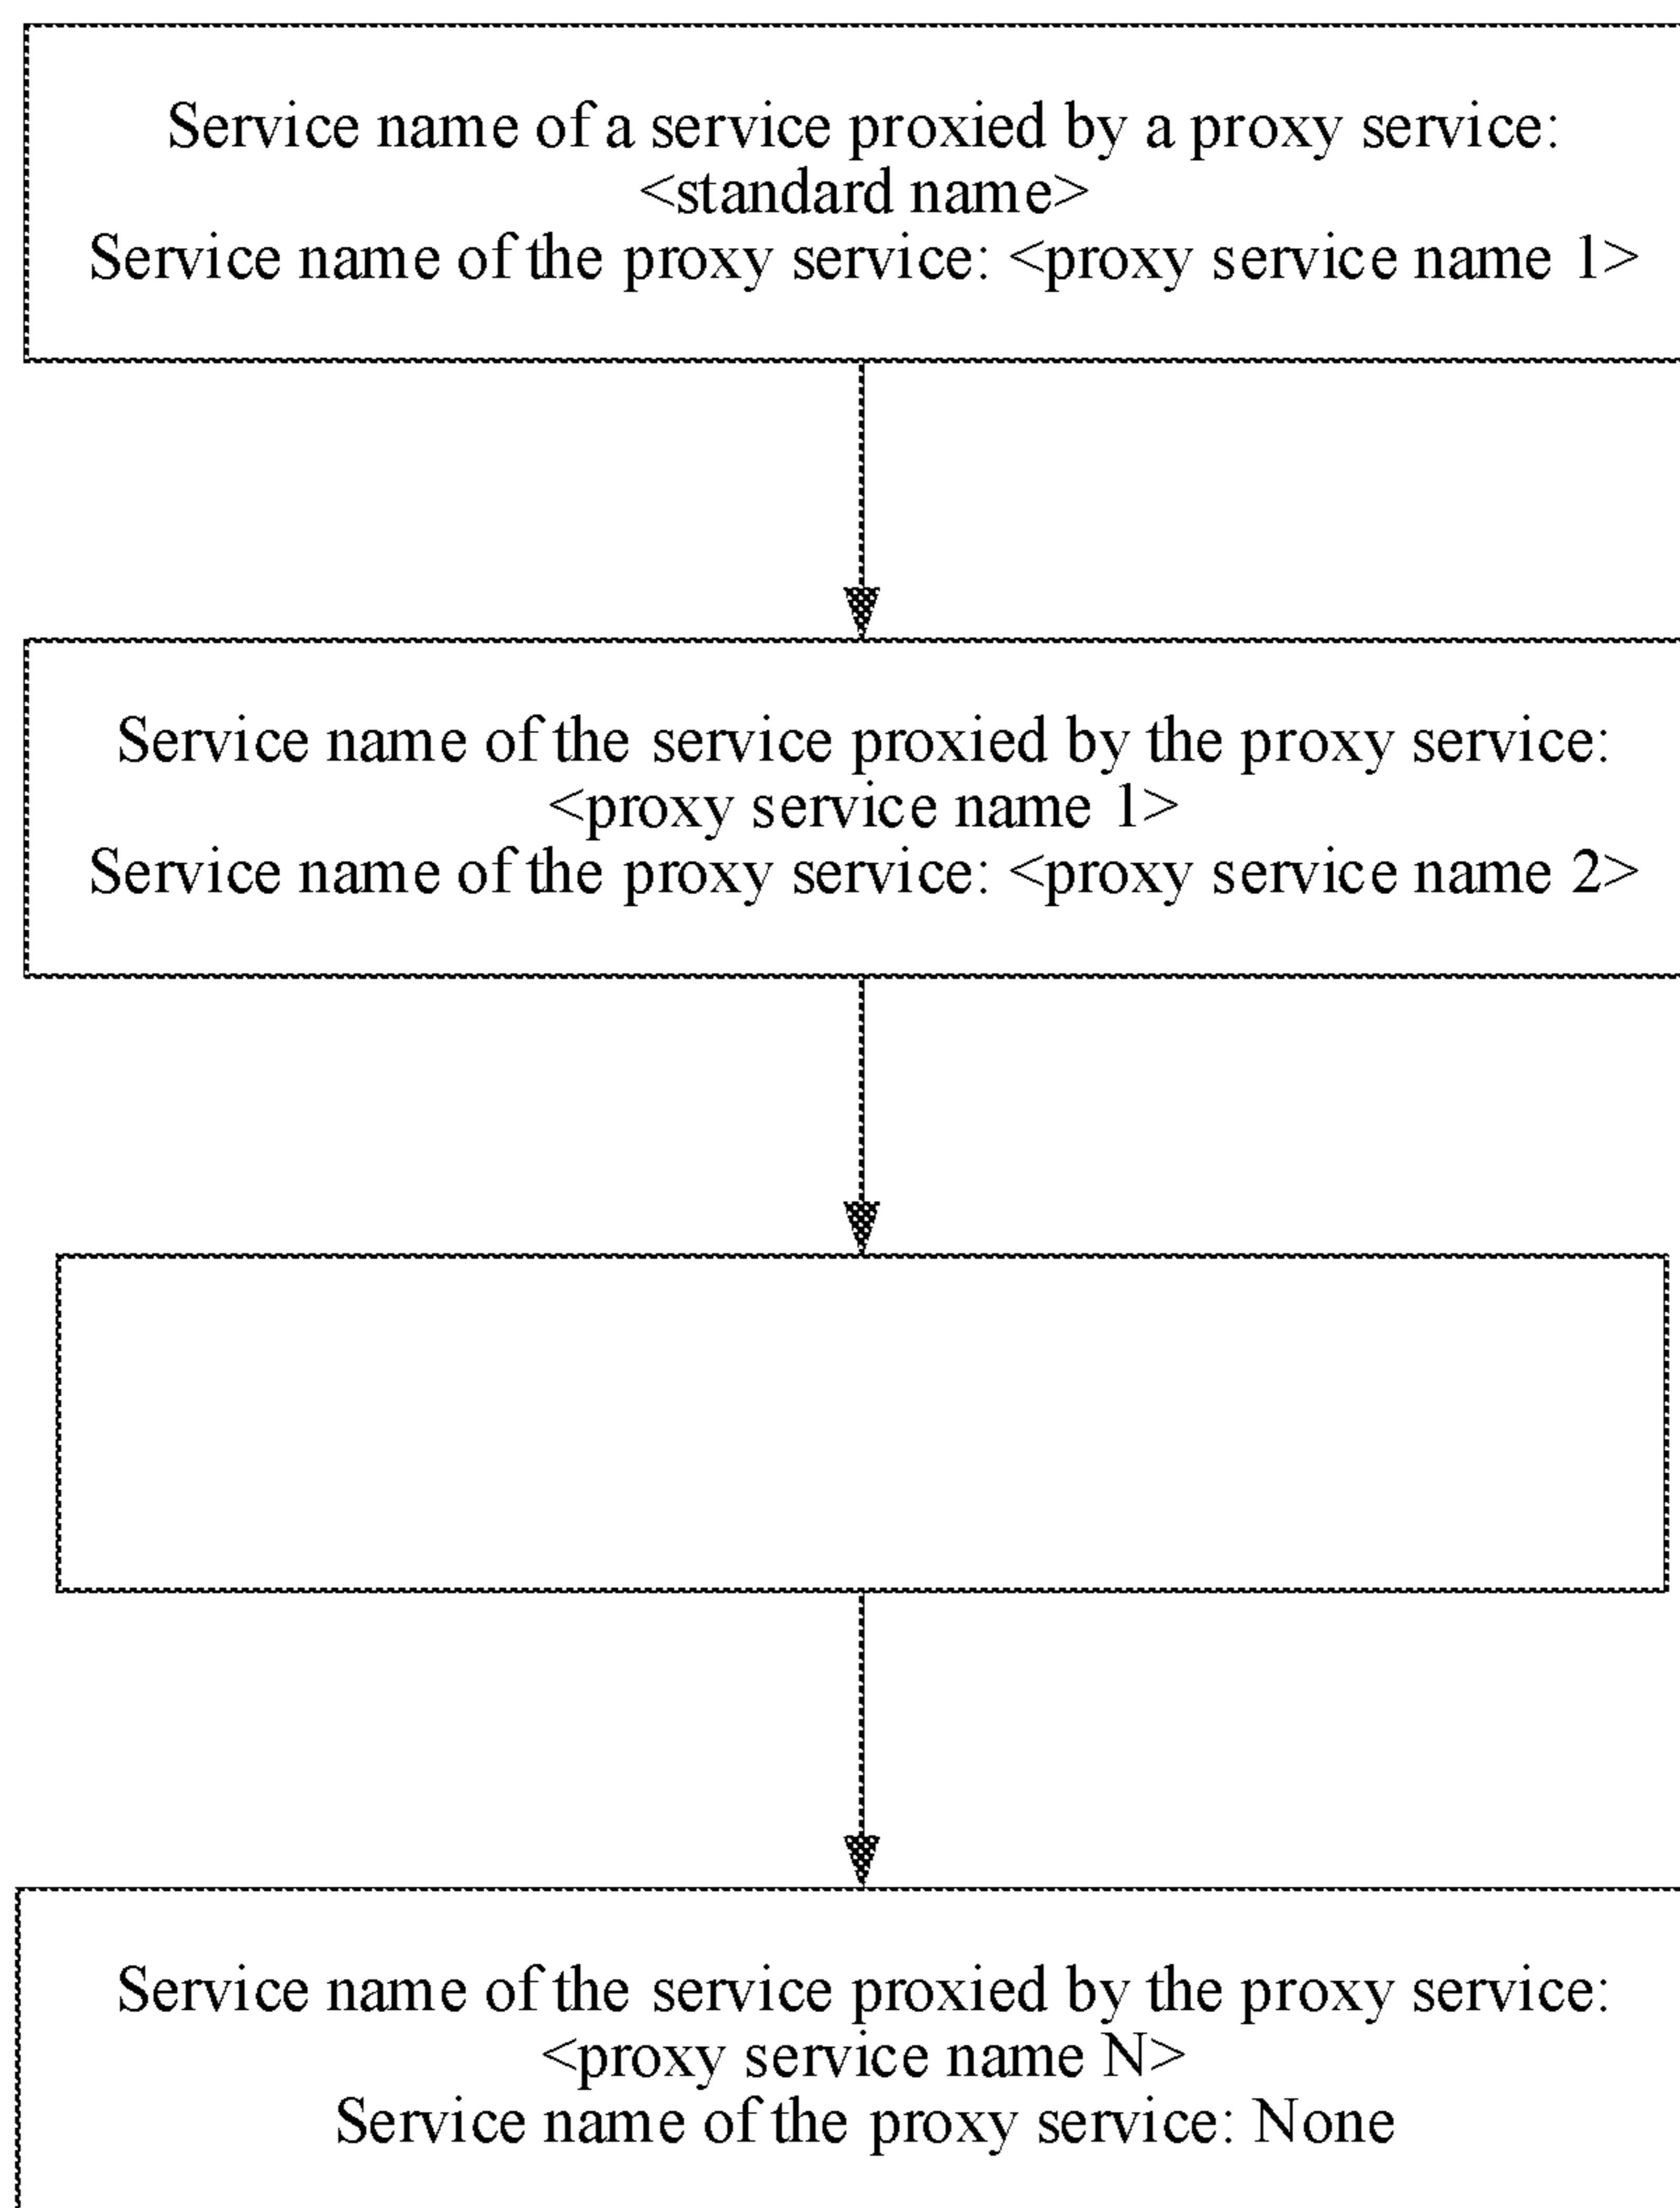 Service name of a service proxied by a proxy service:
<standard name>
Service name of the proxy service: <proxy service name 1>
Service name of the service proxied by the proxy service:
<proxy service name 1>
Service name of the proxy service: <proxy service name 2>
Service name of the service proxied by the proxy service:
<proxy service name N>
Service name of the proxy service: None